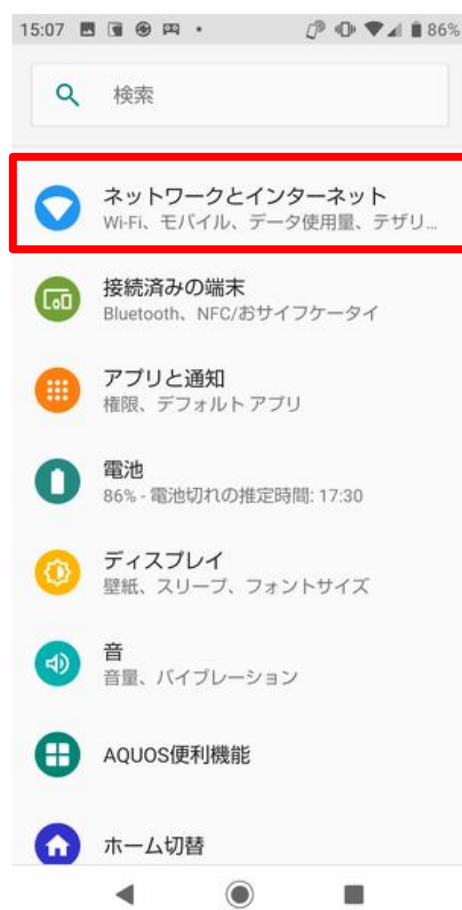 15:07 86%
検索
ネットワークとインターネット
Wi-Fi、モバイル、データ使用量、テザリ...
接続済みの端末
Bluetooth、NFC/おサイフケータイ
アプリと通知
権限、デフォルト アプリ
電池
86% - 電池切れの推定時間: 17:30
ディスプレイ
壁紙、スリープ、フォントサイズ
音
音量、バイブレーション
AQUOS便利機能
ホーム切替